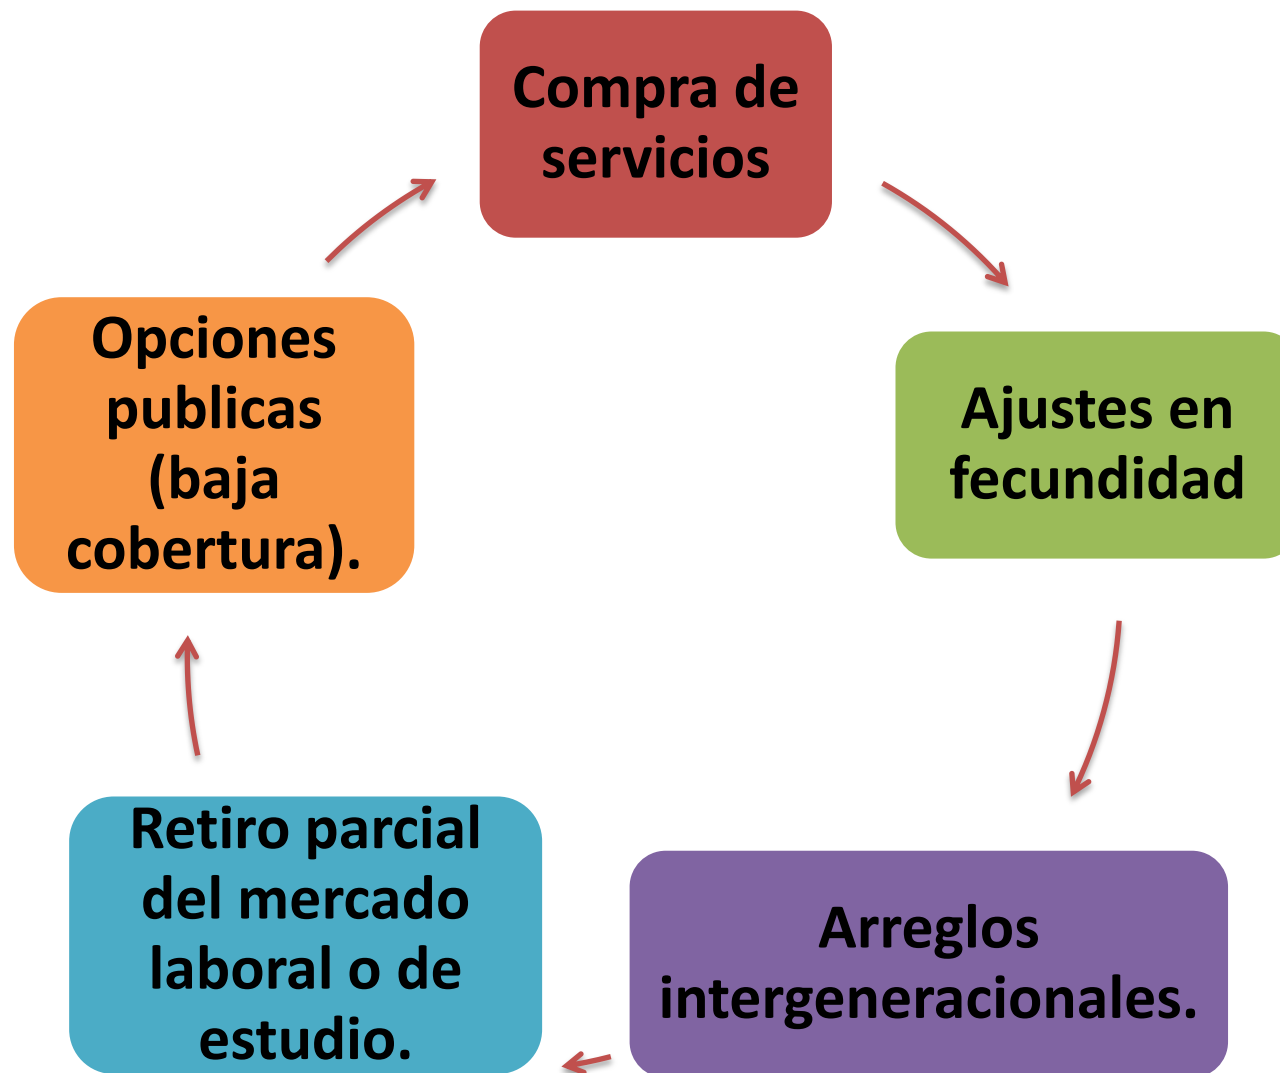 Compra de
servicios
Ajustes en
fecundidad
Arreglos
intergeneracionales.
Retiro parcial
del mercado
laboral o de
estudio.
Opciones
publicas
(baja
cobertura).